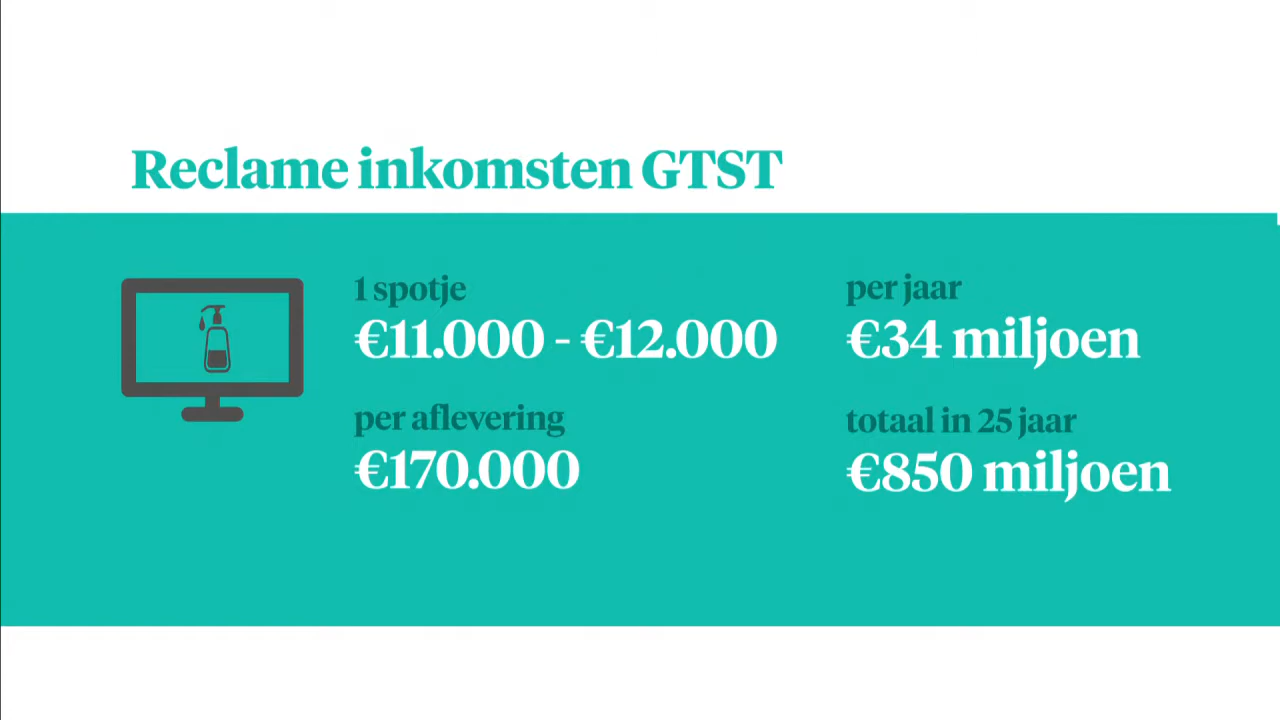 Reclame inkomsten GTST
1 spotje
€11.000 - €12.000
per aflevering
€170.000
per jaar
€34 miljoen
totaal in 25 jaar
€850 miljoen